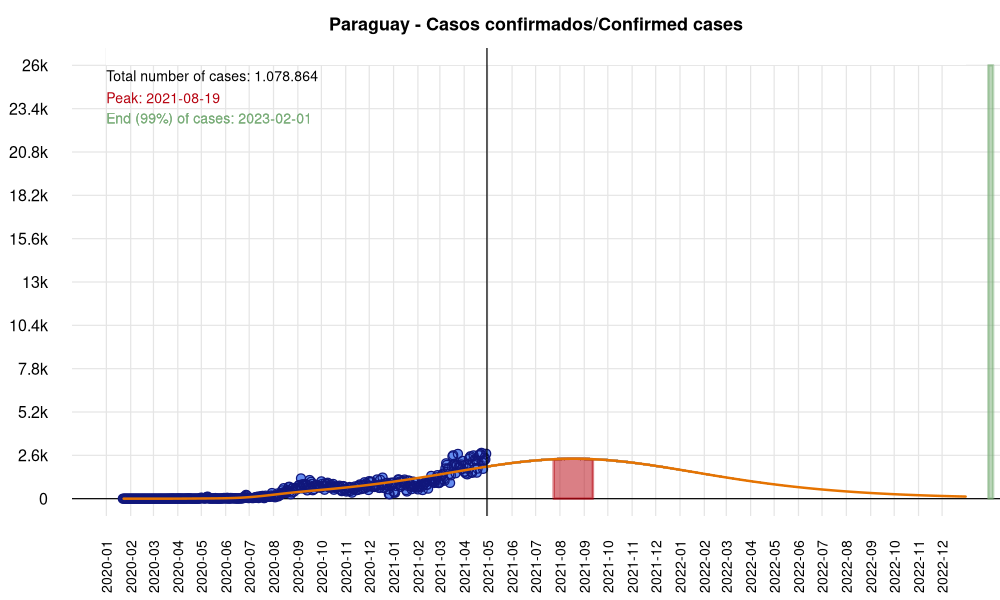 Paraguay - Casos confirmados/Confirmed cases
Total number of cases: 1.078.864
Peak: 2021-08-19
End (99%) of cases: 2023-02-01
26k
23.4k
20.8k
18.2k
15.6k
13k
10.4k
7.8k
5.2k
2.6k
0
2020-01
2020-02
2020-03
2020-04
2020-05
2020-06
2020-07
2020-08
2020-09
2020-10
2020-11
2020-12
2021-01
2021-02
2021-03
2021-04
2021-05
2021-06
2021-07
2021-08
2021-09
2021-10
2021-11
2021-12
2022-01
2022-02
2022-03
2022-04
2022-05
2022-06
2022-07
2022-08
2022-09
2022-10
2022-11
2022-12